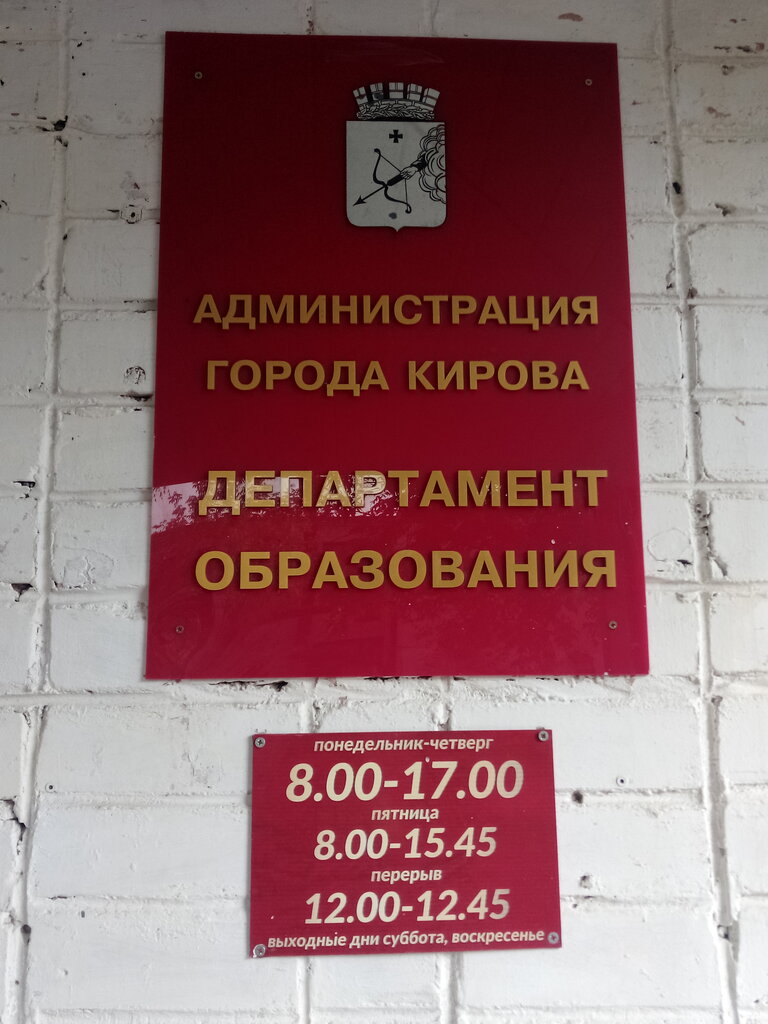 АДМИНИСТРАЦИЯ
ГОРОДА КИРОВА
ДЕПАРТАМЕНТ
ОБРАЗОВАНИЯ
понедельник-четверг
8.00-17.00
пятница
8.00-15.45
перерыв
12.00-12.45
выходные дни суббота, воскресенье